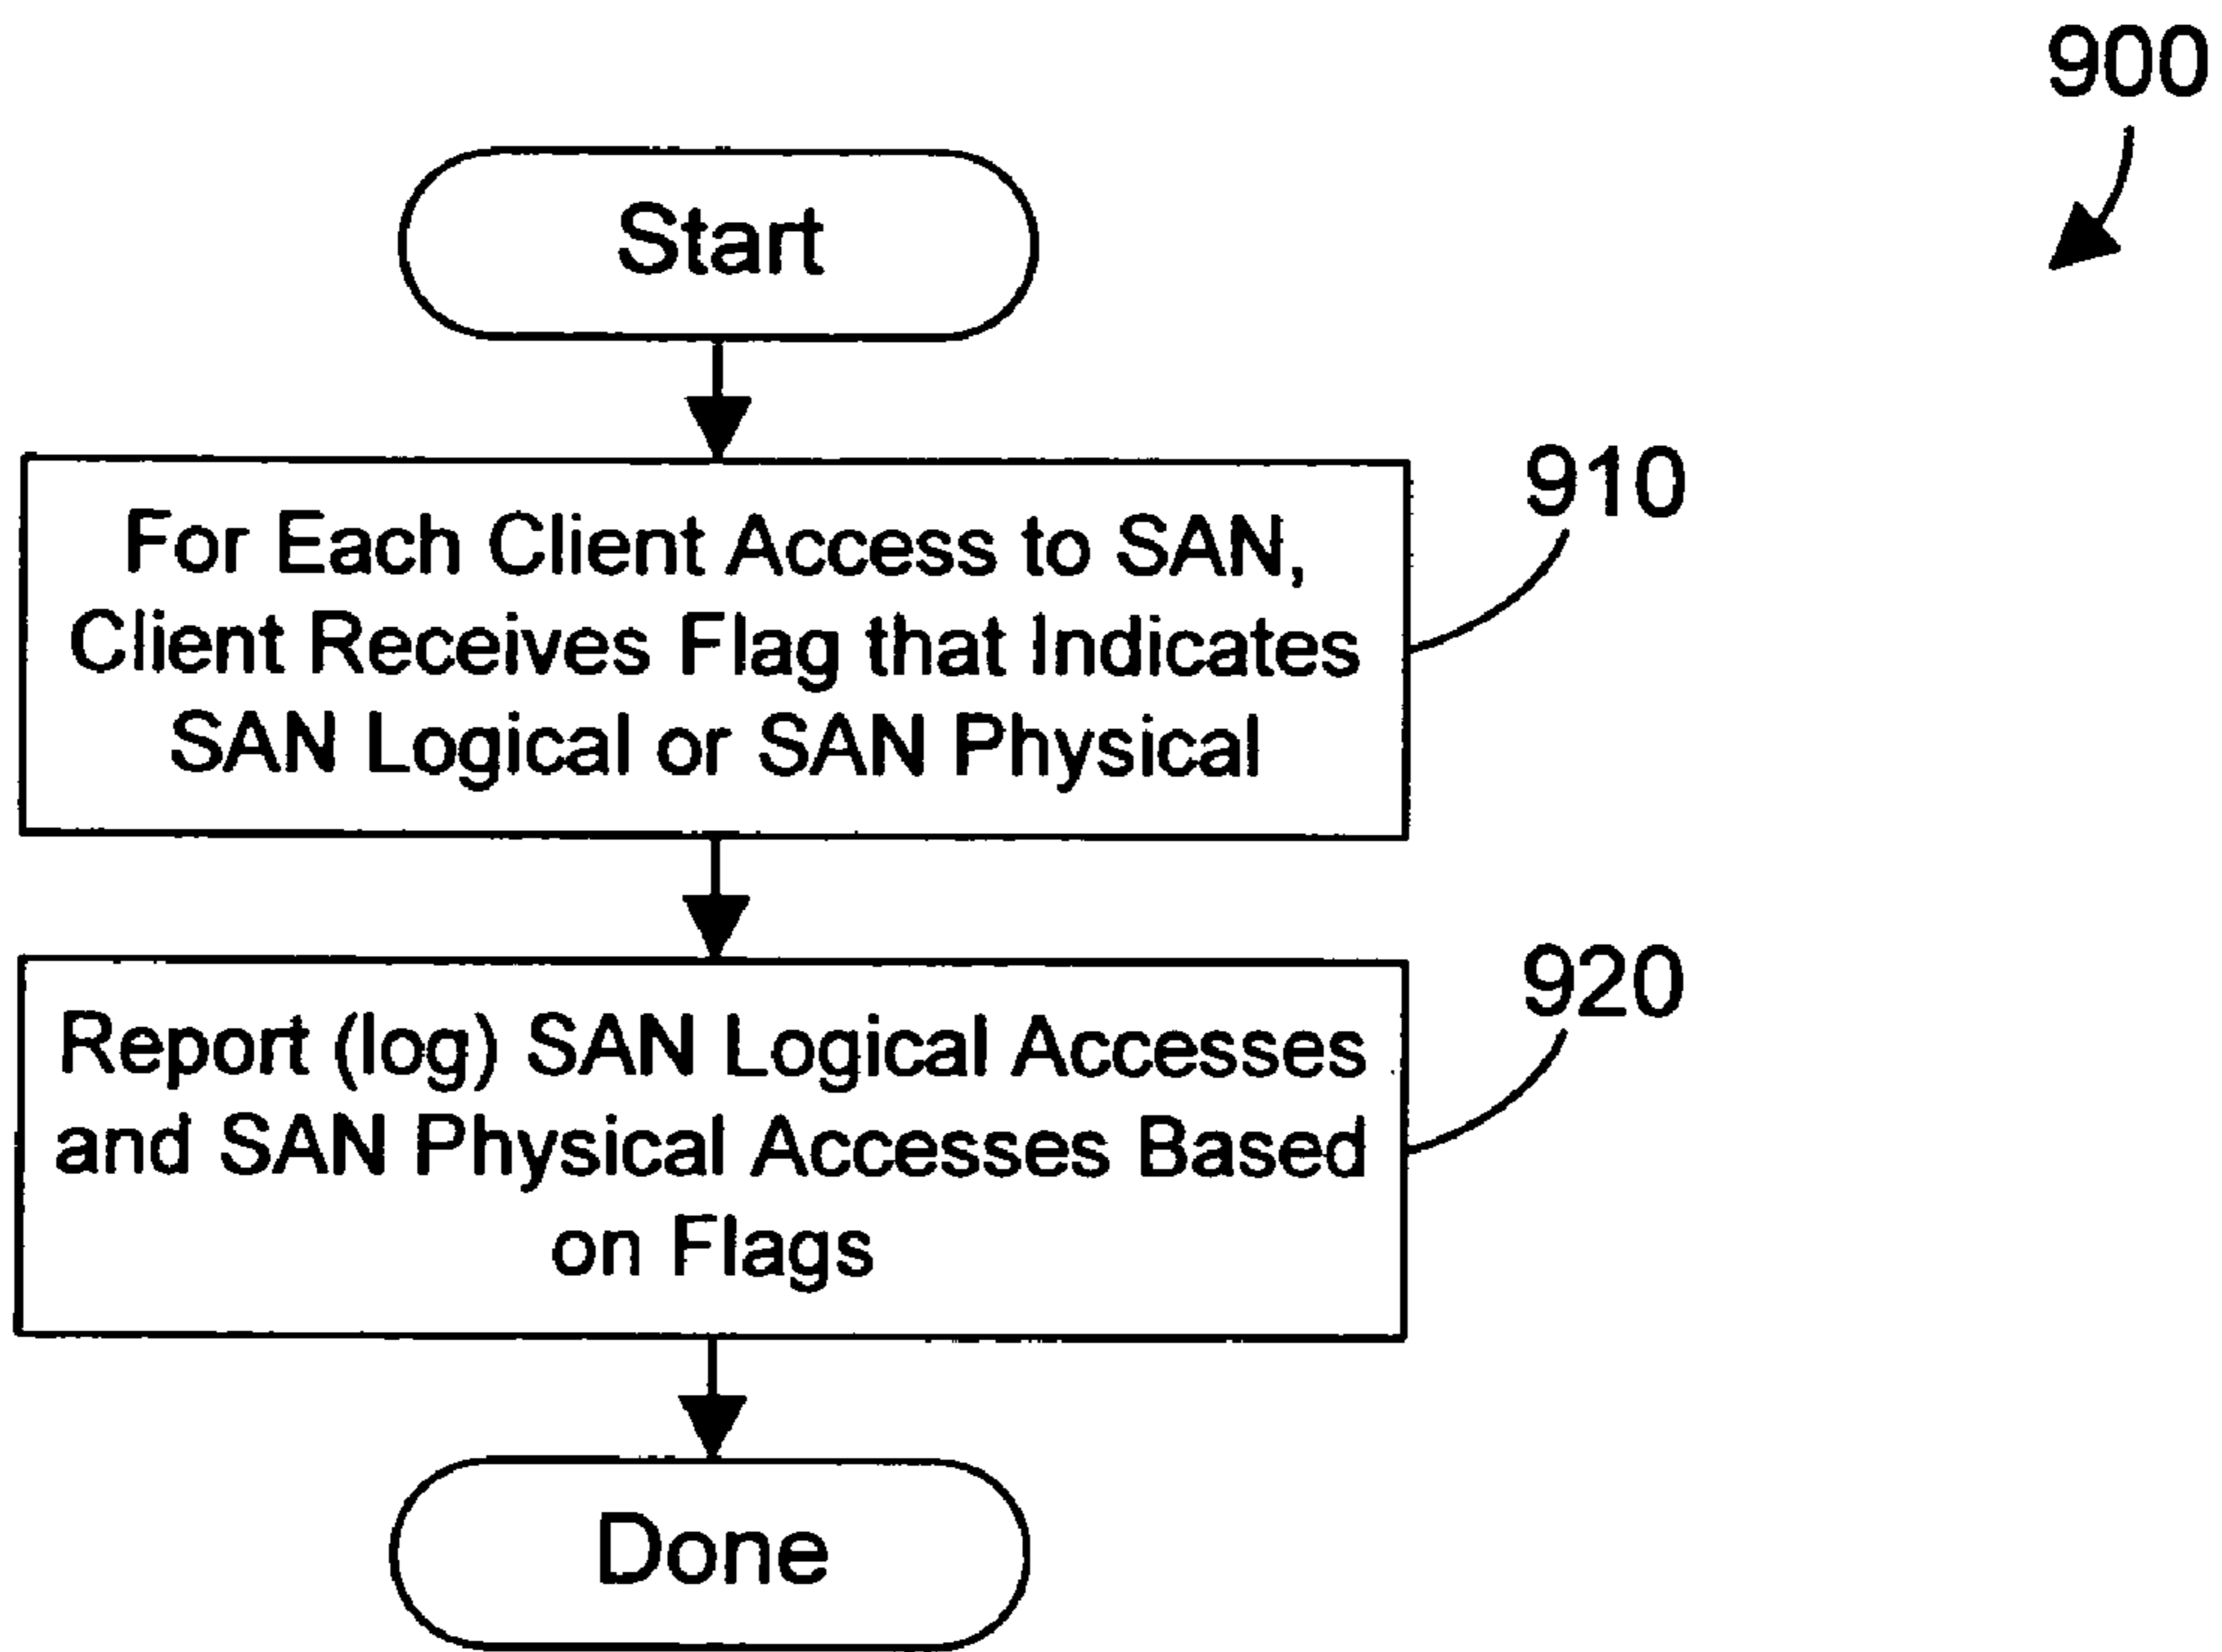 900
Start
For Each Client Access to SAN,
Client Receives Flag that Indicates
SAN Logical or SAN Physical
910
Report (log) SAN Logical Accesses
and SAN Physical Accesses Based
on Flags
920
Done